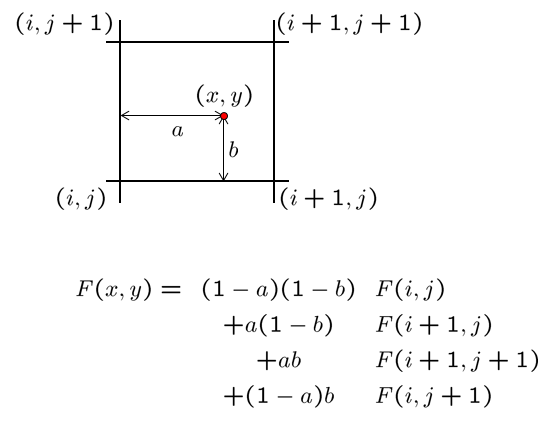 (i, j + 1) (i + 1, j + 1)
(x, y)
a
b
(i, j) (i + 1, j)
F(x, y) = (1 − a)(1 − b) F(i, j)
+a(1 − b) F(i + 1, j)
+ab F(i + 1, j + 1)
+(1 − a)b F(i, j + 1)